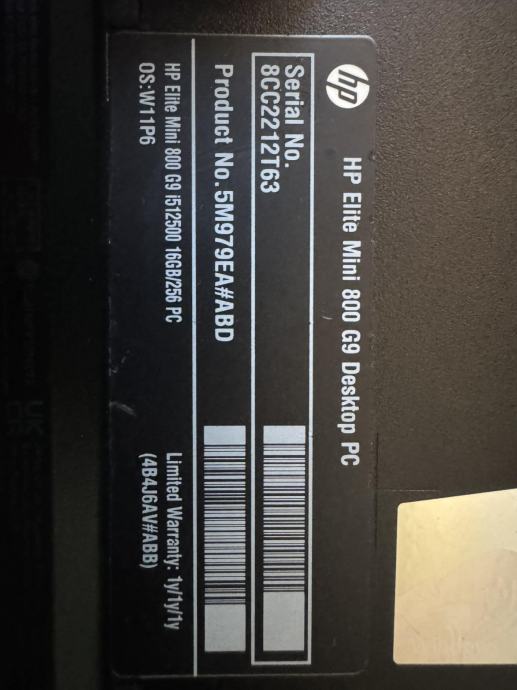 hp
HP Elite Mini 800 G9 Desktop PC
Serial No.
8CC2212T63
Product No. 5M979EA#ABD
HP Elite Mini 800 G9 i512500 16GB/256 PC
OS:W11P6
Limited Warranty: 1y/1y/1y
(4B4J6AV#ABB)